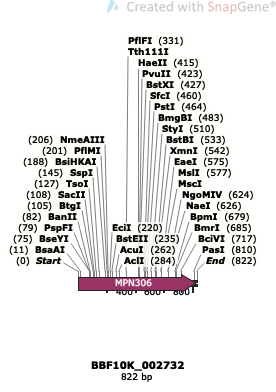 Created with SnapGene®
PflFI (331)
Tth111I
HaeII (415)
PvuII (423)
BstXI (427)
SfcI (460)
PstI (464)
BmgBI (483)
StyI (510)
(206) NmeAIII BstBI (533)
(201) PflMI XmnI (542)
(188) BsiHKAI EaeI (575)
(145) SspI MslI (577)
(127) TsoI MscI
(108) SacII NgoMIV (624)
(105) BtgI NaeI (626)
(82) BanII BpmI (679)
(79) PspFI EciI (220) BmrI (685)
(75) BseYI BstEII (235) BciVI (717)
(11) BsaAI AcuI (262) PasI (810)
(0) Start AclI (284) End (822)
MPN306
400 600 800
BBF10K_002732
822 bp